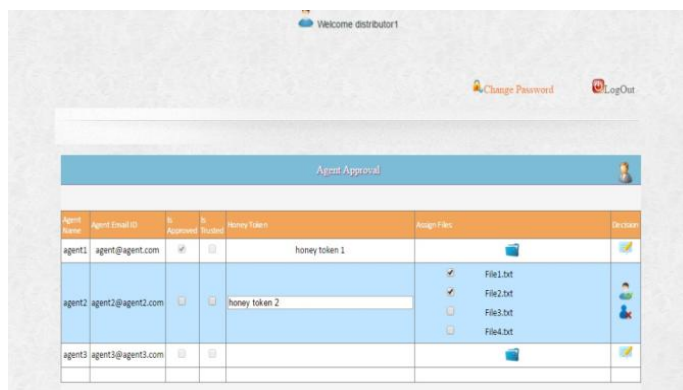 Welcome distributor1
Change Password
LogOut
Agent Approval
Agent Name
Agent Email ID
Is Approved
Is Trusted
Honey Token
Assign Files
Decision
agent1
agent@agent.com
honey token 1
agent2
agent2@agent2.com
honey token 2
File1.txt
File2.txt
File3.txt
File4.txt
agent3
agent3@agent3.com